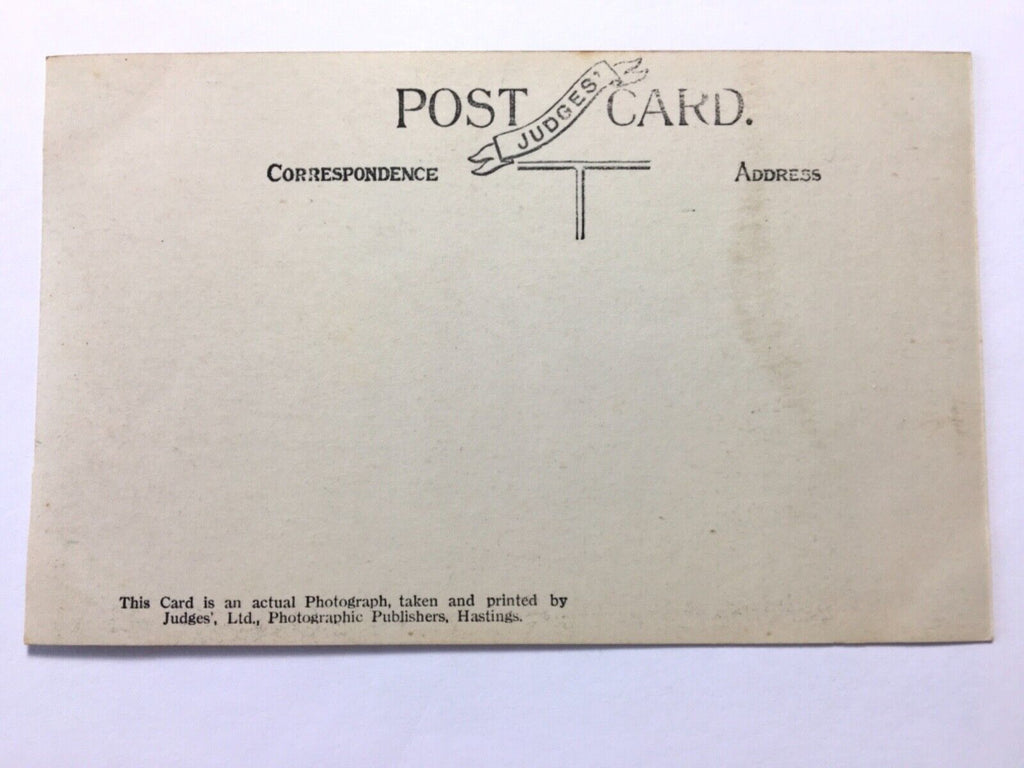 POST JUDGES' CARD.
CORRESPONDENCE ADDRESS
This Card is an actual Photograph, taken and printed by
Judges', Ltd., Photographic Publishers, Hastings.